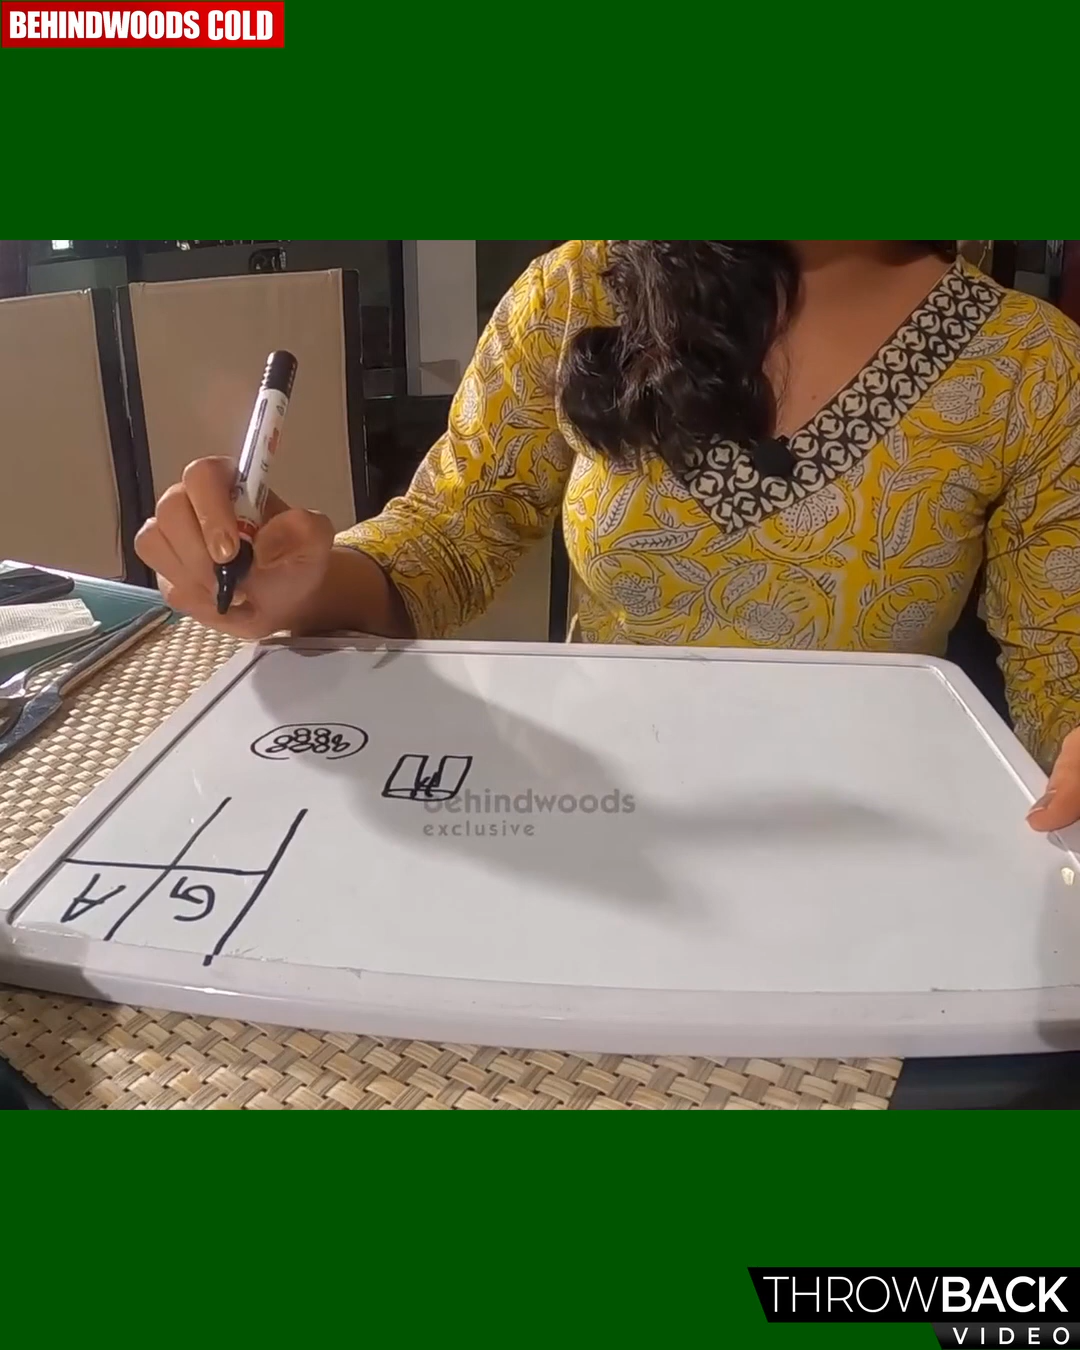 BEHINDWOODS COLD
behindwoods
exclusive
A G
THROWBACK
VIDEO